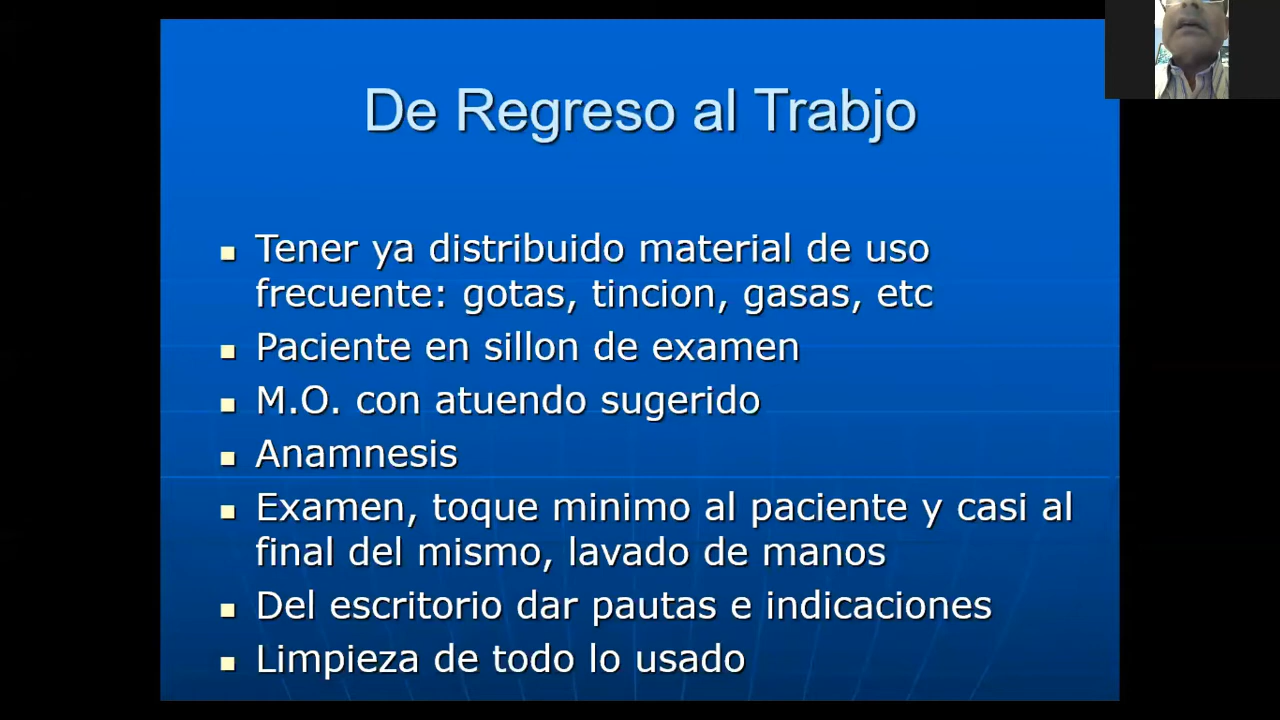 De Regreso al Trabjo
Tener ya distribuido material de uso
frecuente: gotas, tincion, gasas, etc
Paciente en sillon de examen
M.O. con atuendo sugerido
Anamnesis
Examen, toque minimo al paciente y casi al
final del mismo, lavado de manos
Del escritorio dar pautas e indicaciones
Limpieza de todo lo usado